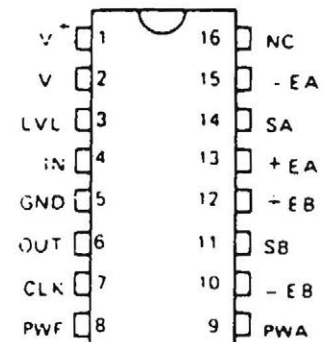 V+ 1 16 NC
V 2 15 - EA
LVL 3 14 SA
IN 4 13 + EA
GND 5 12 + EB
OUT 6 11 SB
CLK 7 10 - EB
PWF 8 9 PWA